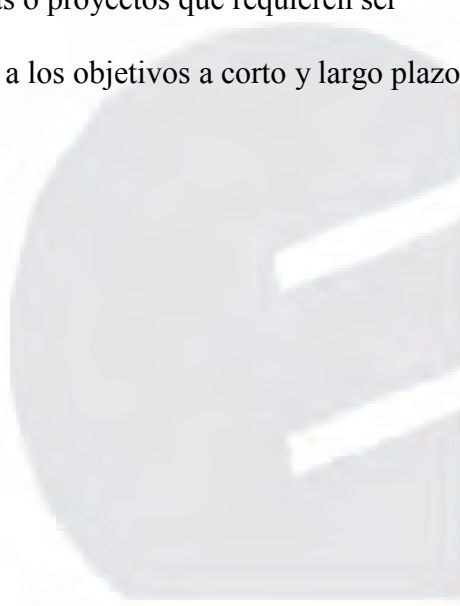 o proyectos que requieren ser
a los objetivos a corto y largo plazo